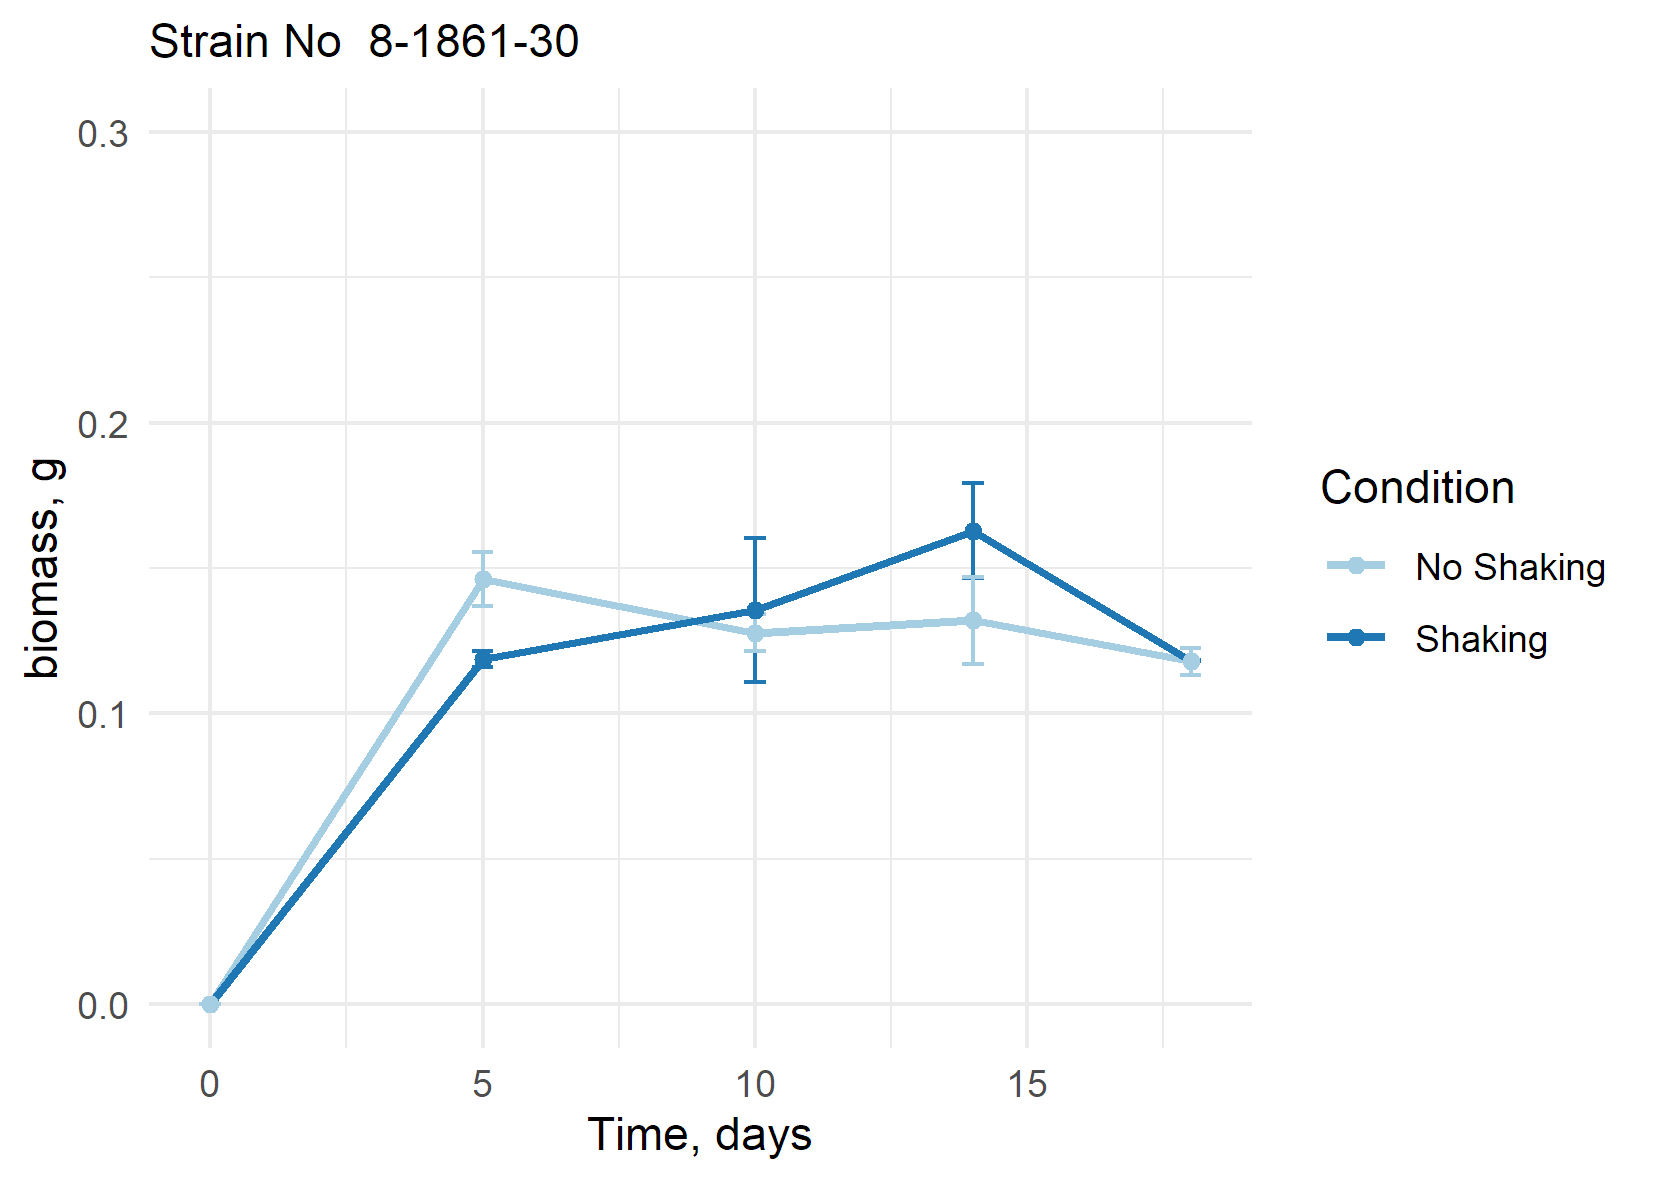 Strain No  8-1861-30
0.3
0.2
0.1
0.0
biomass, g
0
5
10
15
Time, days
Condition
No Shaking
Shaking